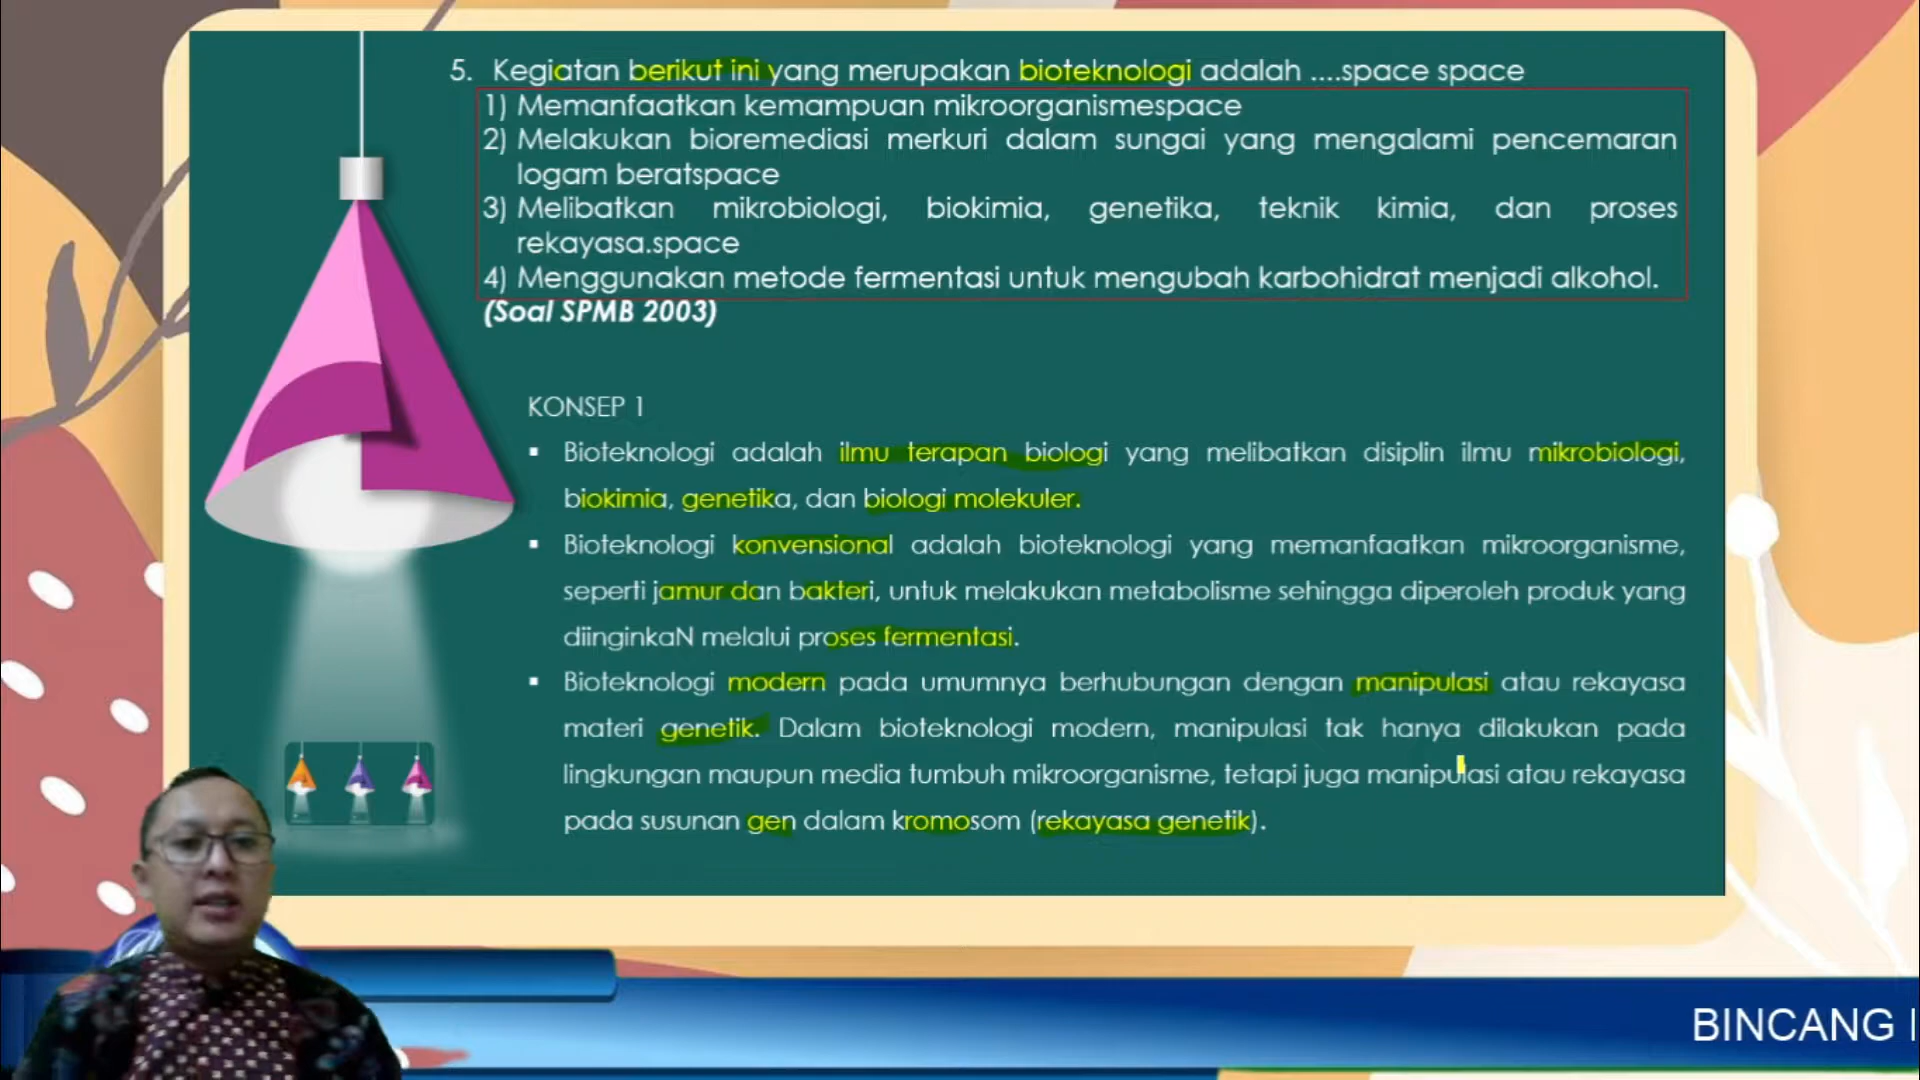 5. Kegiatan berikut ini yang merupakan bioteknologi adalah ....space space
1) Memanfaatkan kemampuan mikroorganismespace
2) Melakukan bioremediasi merkuri dalam sungai yang mengalami pencemaran
logam beratspace
3) Melibatkan mikrobiologi, biokimia, genetika, teknik kimia, dan proses
rekayasa.space
4) Menggunakan metode fermentasi untuk mengubah karbohidrat menjadi alkohol.
(Soal SPMB 2003)
KONSEP 1
▪ Bioteknologi adalah ilmu terapan biologi yang melibatkan disiplin ilmu mikrobiologi,
biokimia, genetika, dan biologi molekuler.
▪ Bioteknologi konvensional adalah bioteknologi yang memanfaatkan mikroorganisme,
seperti jamur dan bakteri, untuk melakukan metabolisme sehingga diperoleh produk yang
diinginkaN melalui proses fermentasi.
▪ Bioteknologi modern pada umumnya berhubungan dengan manipulasi atau rekayasa
materi genetik. Dalam bioteknologi modern, manipulasi tak hanya dilakukan pada
lingkungan maupun media tumbuh mikroorganisme, tetapi juga manipulasi atau rekayasa
pada susunan gen dalam kromosom (rekayasa genetik).
BINCANG